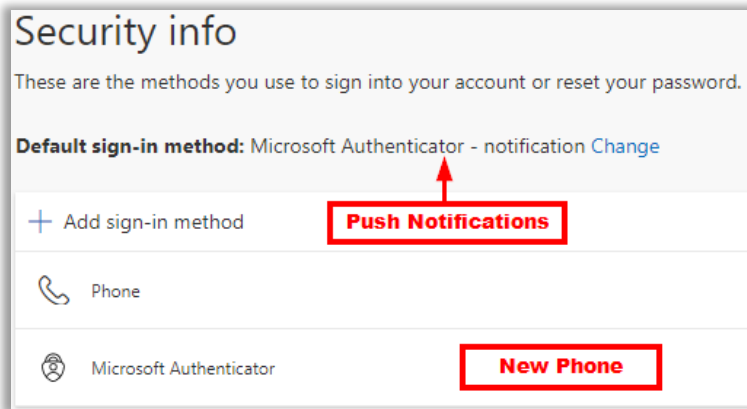 Security info
These are the methods you use to sign into your account or reset your password.
Default sign-in method: Microsoft Authenticator - notification Change
+ Add sign-in method
Push Notifications
Phone
Microsoft Authenticator
New Phone